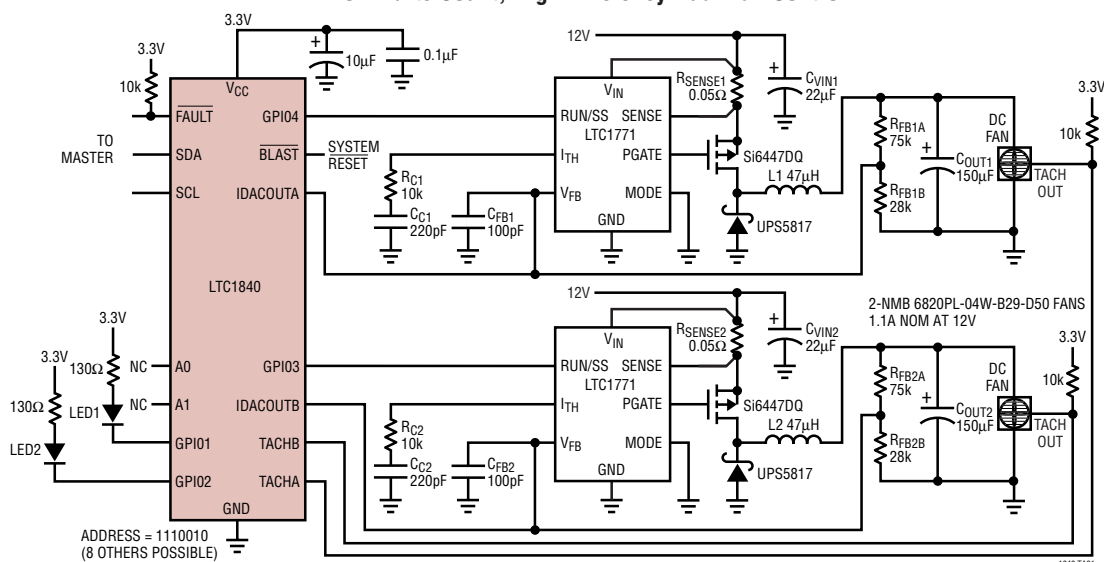 3.3V
3.3V
10k
10µF
0.1µF
12V
RSENSE1
0.05Ω
CVIN1
22µF
3.3V
10k
VCC
FAULT
GPIO4
TO
MASTER
SDA
BLAST
SYSTEM
RESET
SCL
IDACOUTA
VIN
RUN/SS
SENSE
LTC1771
ITH
PGATE
VFB
MODE
GND
RC1
10k
CC1
220pF
CFB1
100pF
Si6447DQ
L1 47µH
UPS5817
RFB1A
75k
RFB1B
28k
COUT1
150µF
DC
FAN
TACH
OUT
LTC1840
12V
RSENSE2
0.05Ω
CVIN2
22µF
2-NMB 6820PL-04W-B29-D50 FANS
1.1A NOM AT 12V
3.3V
10k
3.3V
130Ω
LED1
3.3V
130Ω
LED2
NC
A0
NC
A1
GPIO1
GPIO2
GPIO3
IDACOUTB
TACHB
TACHA
GND
VIN
RUN/SS
SENSE
LTC1771
ITH
PGATE
VFB
MODE
GND
RC2
10k
CC2
220pF
CFB2
100pF
Si6447DQ
L2 47µH
UPS5817
RFB2A
75k
RFB2B
28k
COUT2
150µF
DC
FAN
TACH
OUT
ADDRESS = 1110010
(8 OTHERS POSSIBLE)